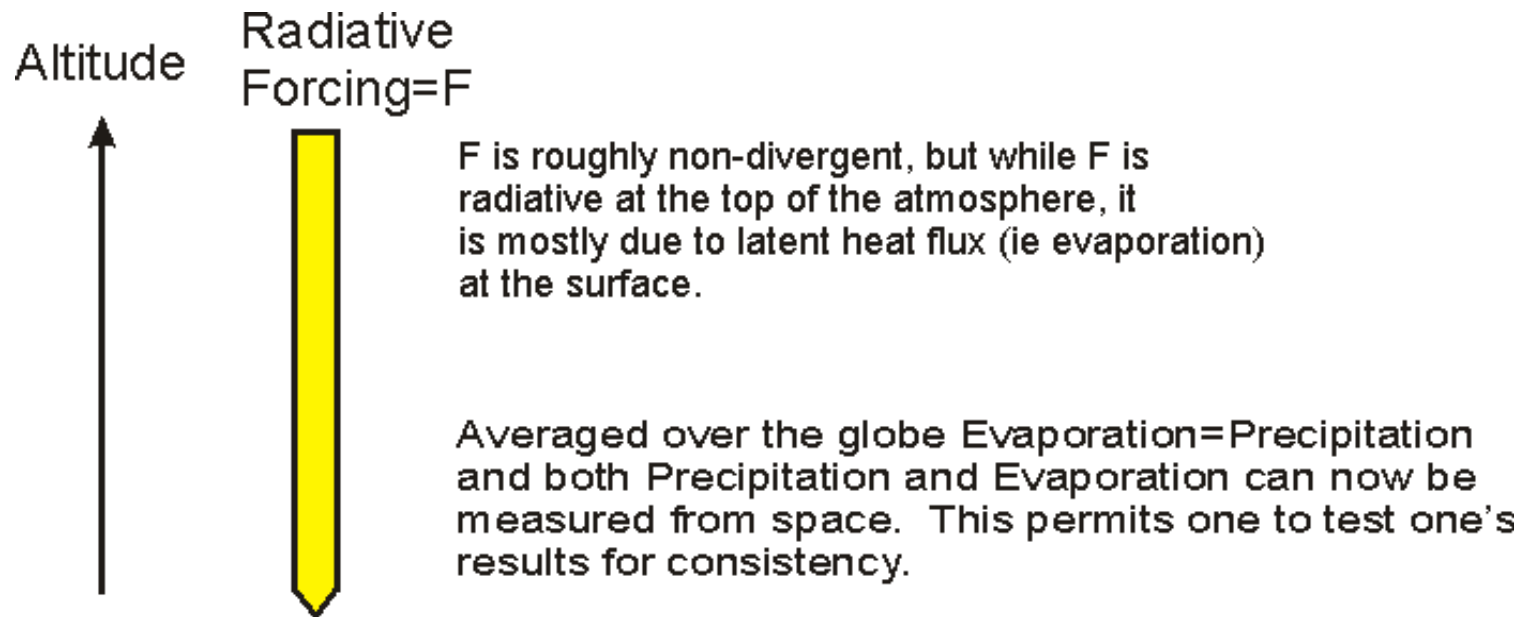 Altitude
Radiative
Forcing=F
F is roughly non-divergent, but while F is
radiative at the top of the atmosphere, it
is mostly due to latent heat flux (ie evaporation)
at the surface.
Averaged over the globe Evaporation=Precipitation
and both Precipitation and Evaporation can now be
measured from space.  This permits one to test one's
results for consistency.